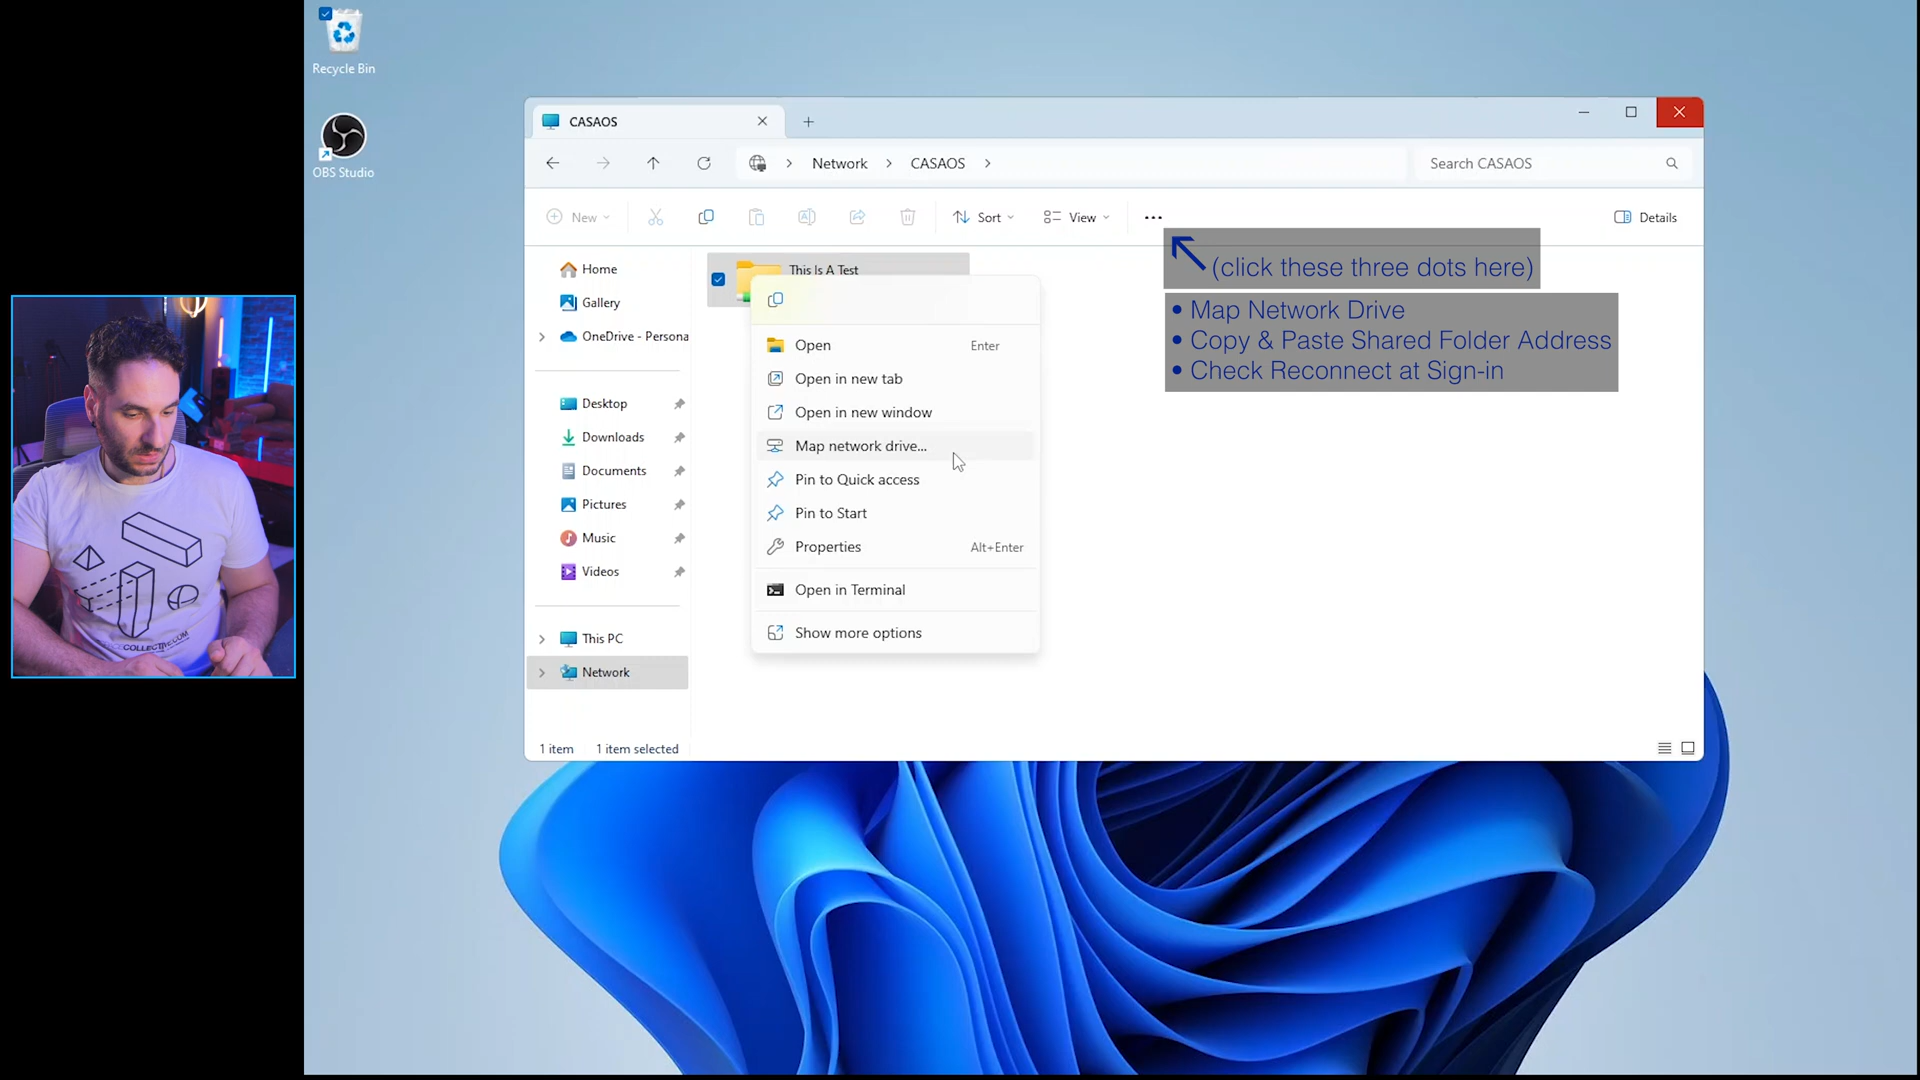 Recycle Bin
OBS Studio
CASAOS
Network
CASAOS
Search CASAOS
New
Sort
View
Details
(click these three dots here)
• Map Network Drive
• Copy & Paste Shared Folder Address
• Check Reconnect at Sign-in
Home
Gallery
OneDrive - Persona
Desktop
Downloads
Documents
Pictures
Music
Videos
This PC
Network
This Is A Test
Open Enter
Open in new tab
Open in new window
Map network drive...
Pin to Quick access
Pin to Start
Properties Alt+Enter
Open in Terminal
Show more options
1 item 1 item selected